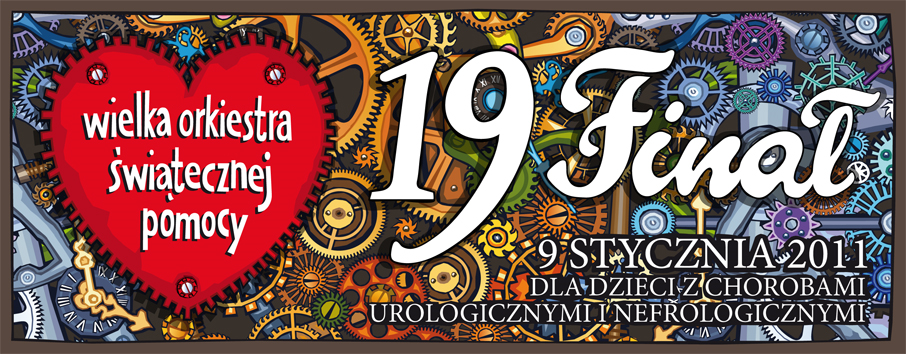 wielka orkiestra
świątecznej
pomocy
19 Finał
9 STYCZNIA 2011
DLA DZIECI Z CHOROBAMI
UROLOGICZNYMI I NEFROLOGICZNYMI